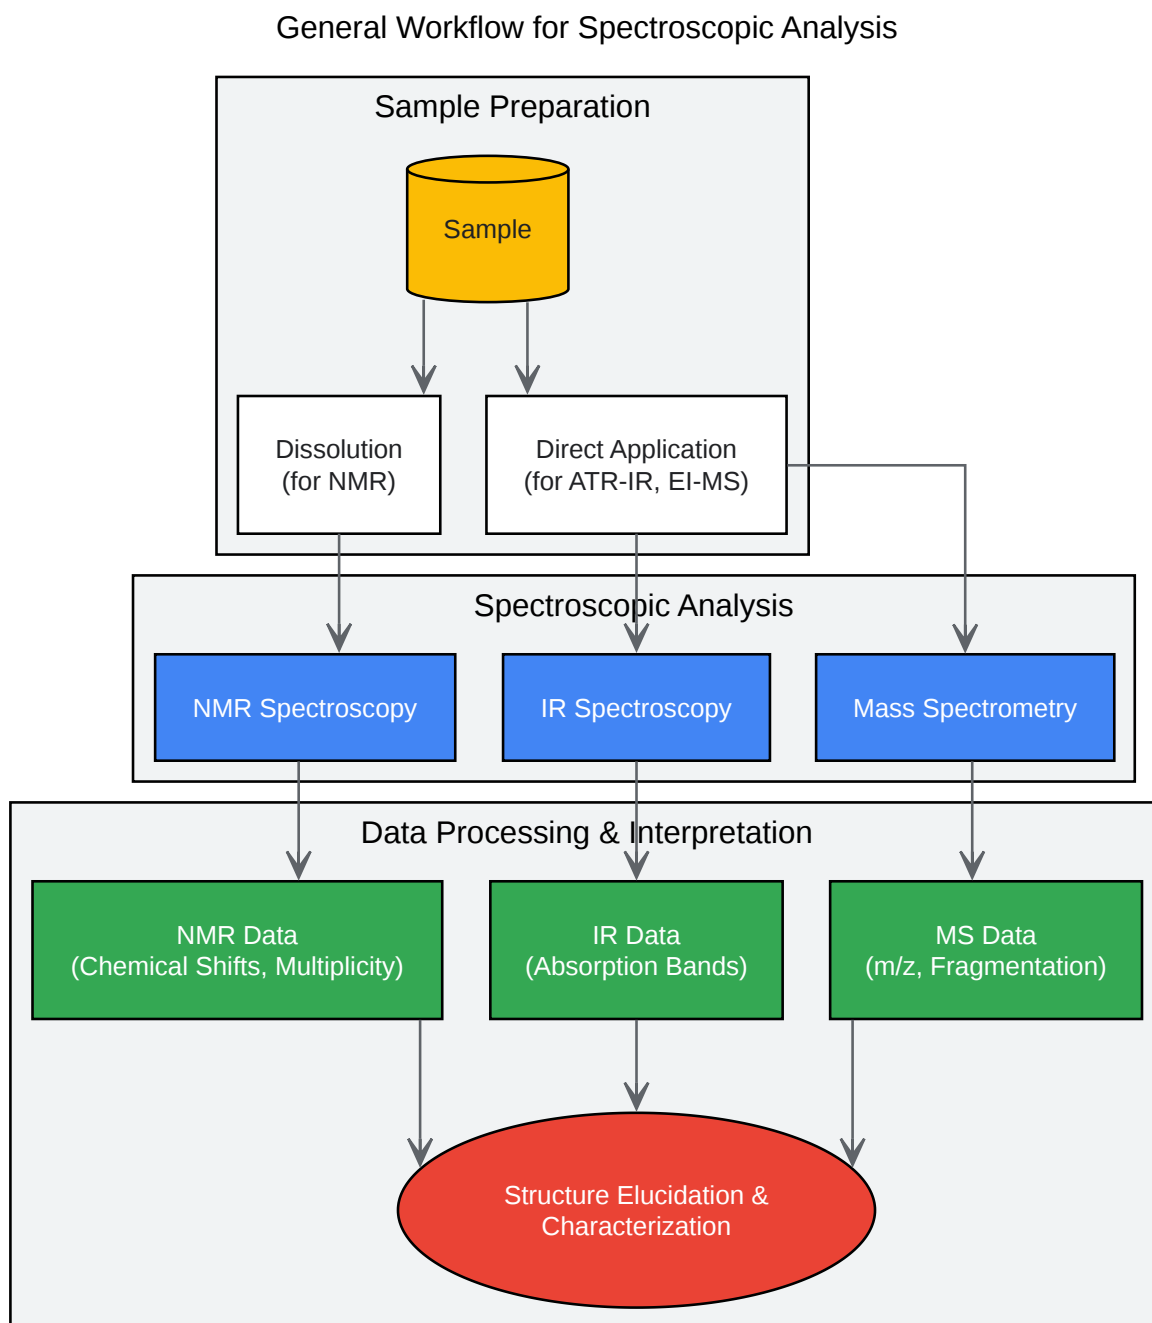 General Workflow for Spectroscopic Analysis
Sample Preparation
Sample
Dissolution
(for NMR)
Direct Application
(for ATR-IR, EI-MS)
Spectroscopic Analysis
NMR Spectroscopy
IR Spectroscopy
Mass Spectrometry
Data Processing & Interpretation
NMR Data
(Chemical Shifts, Multiplicity)
IR Data
(Absorption Bands)
MS Data
(m/z, Fragmentation)
Structure Elucidation &
Characterization